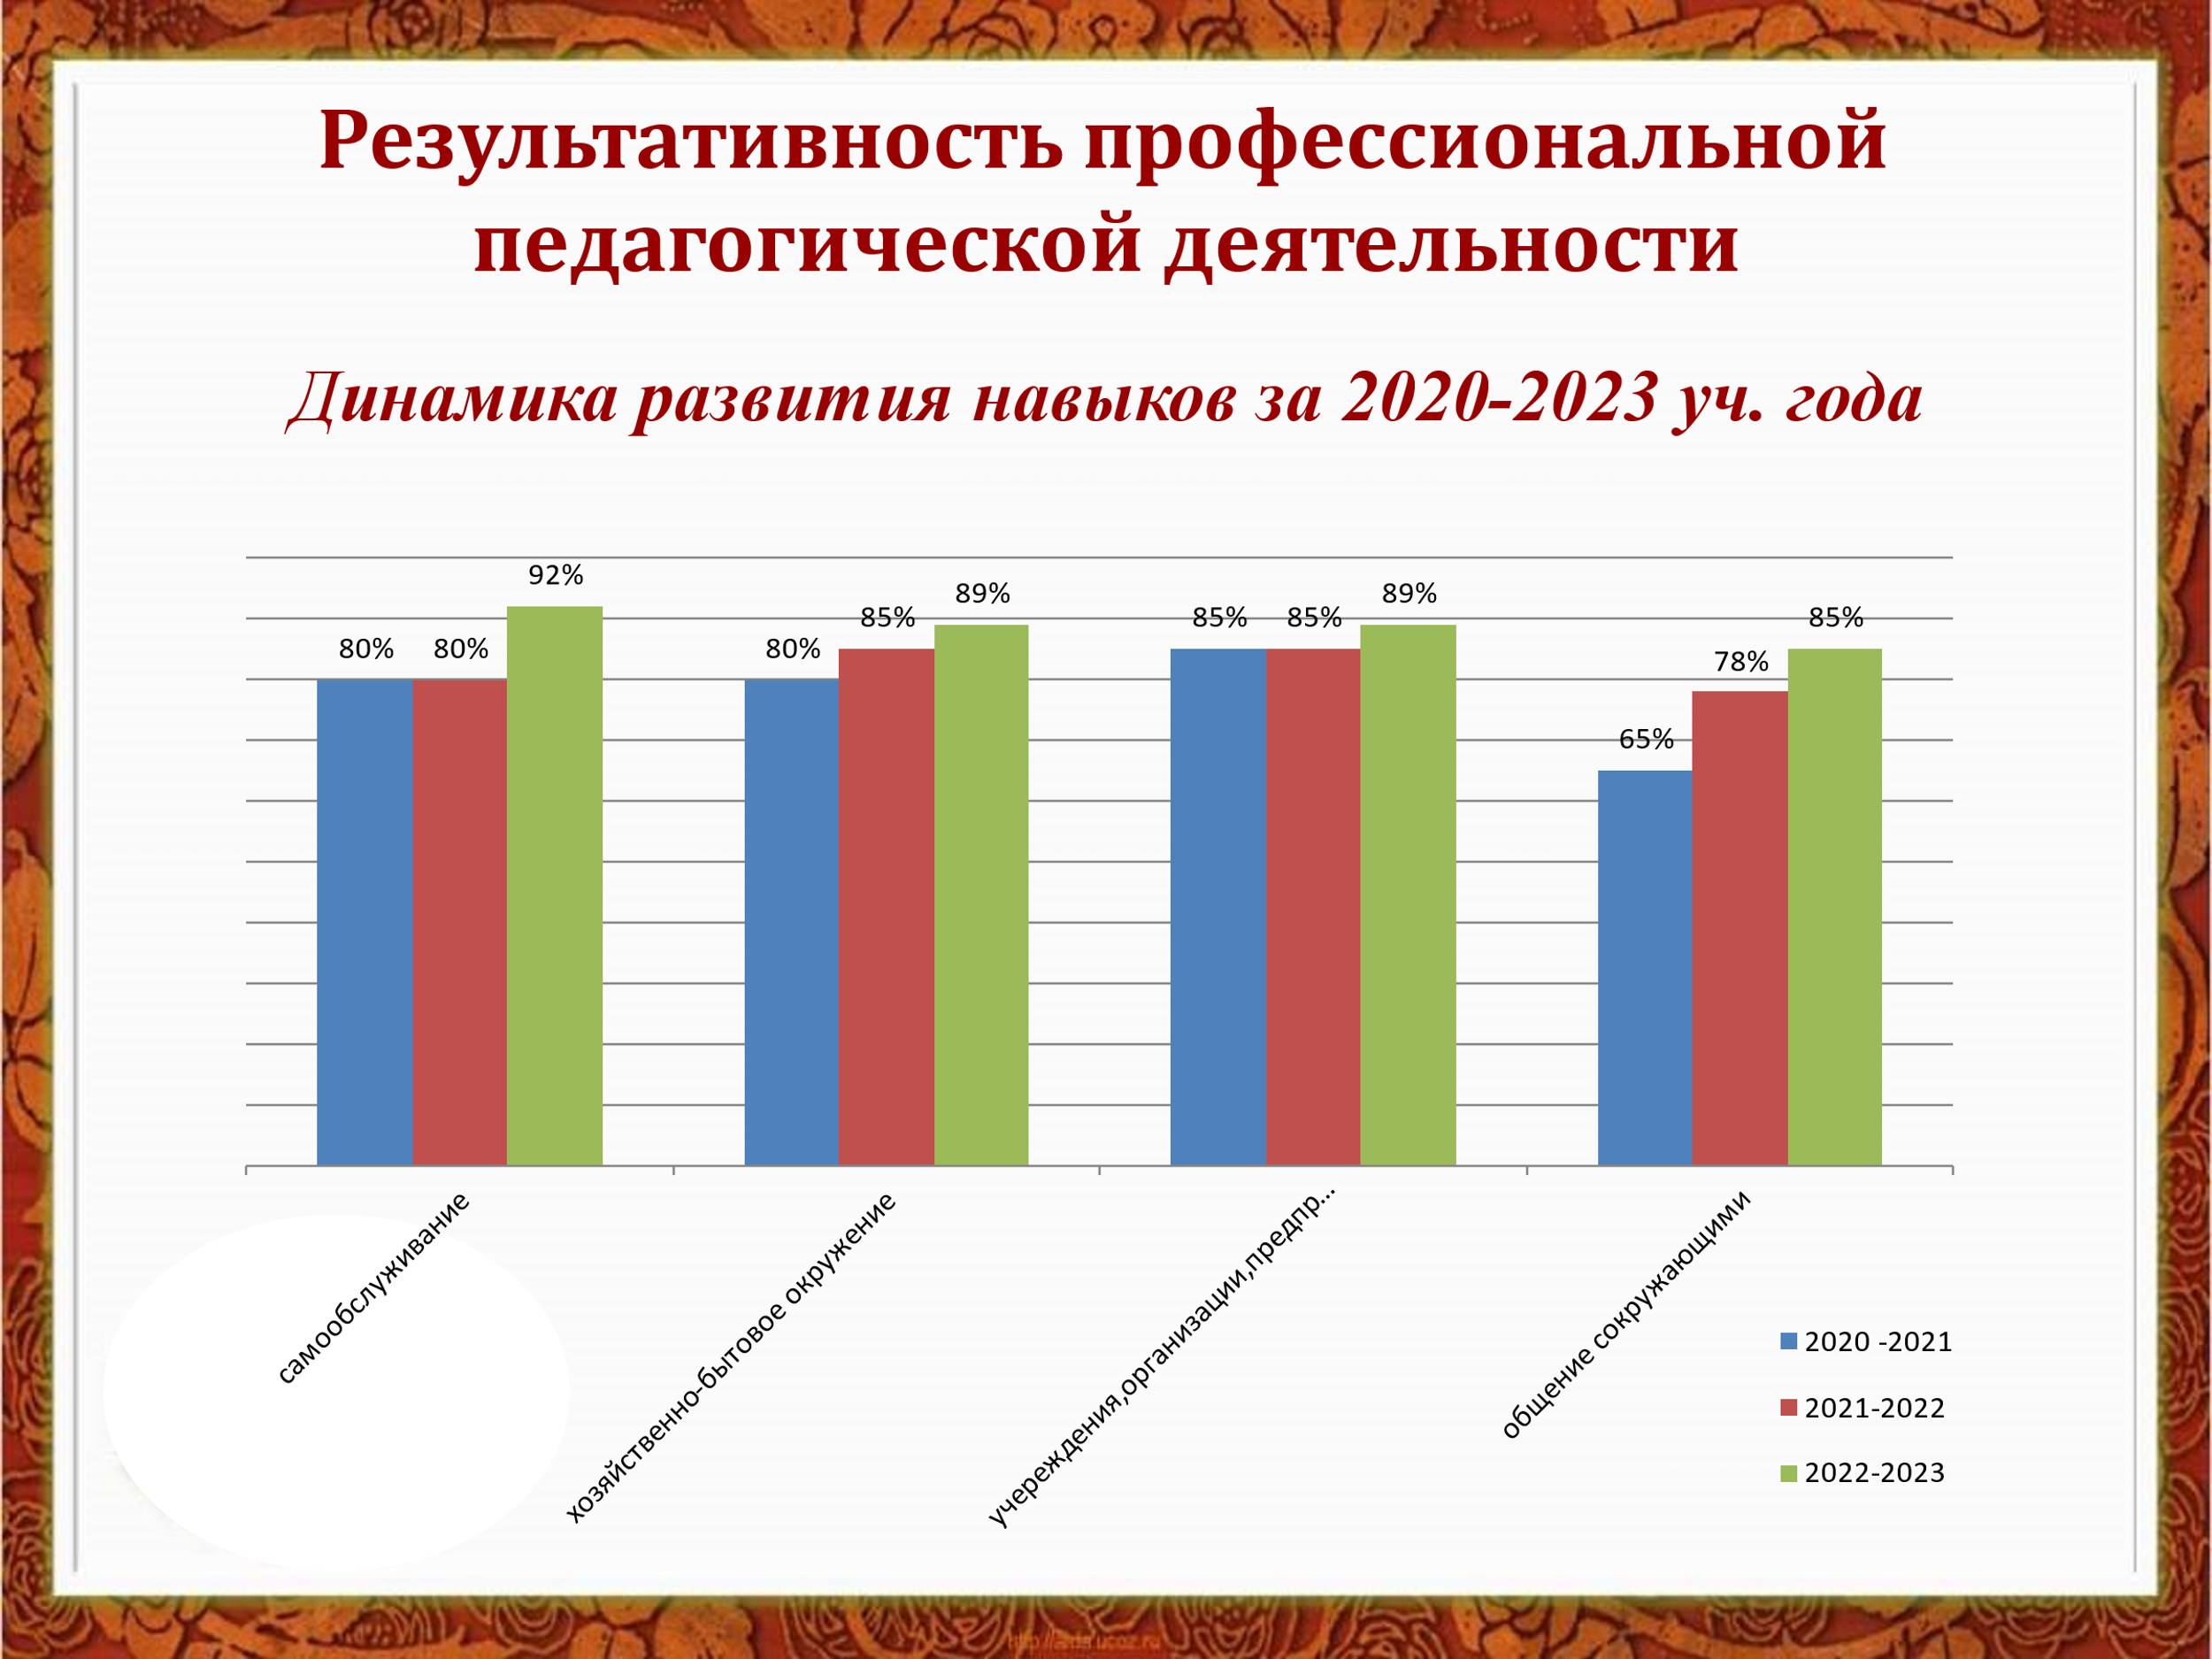 Результативность профессиональной
педагогической деятельности
Динамика развития навыков за 2020-2023 уч. года
92%
89%
89%
85%
85%
85%
85%
80%
80%
80%
78%
65%
самообслуживание
хозяйственно-бытовое окружение
учереждения,организации,предпр...
общение сокружающими
2020 -2021
2021-2022
2022-2023